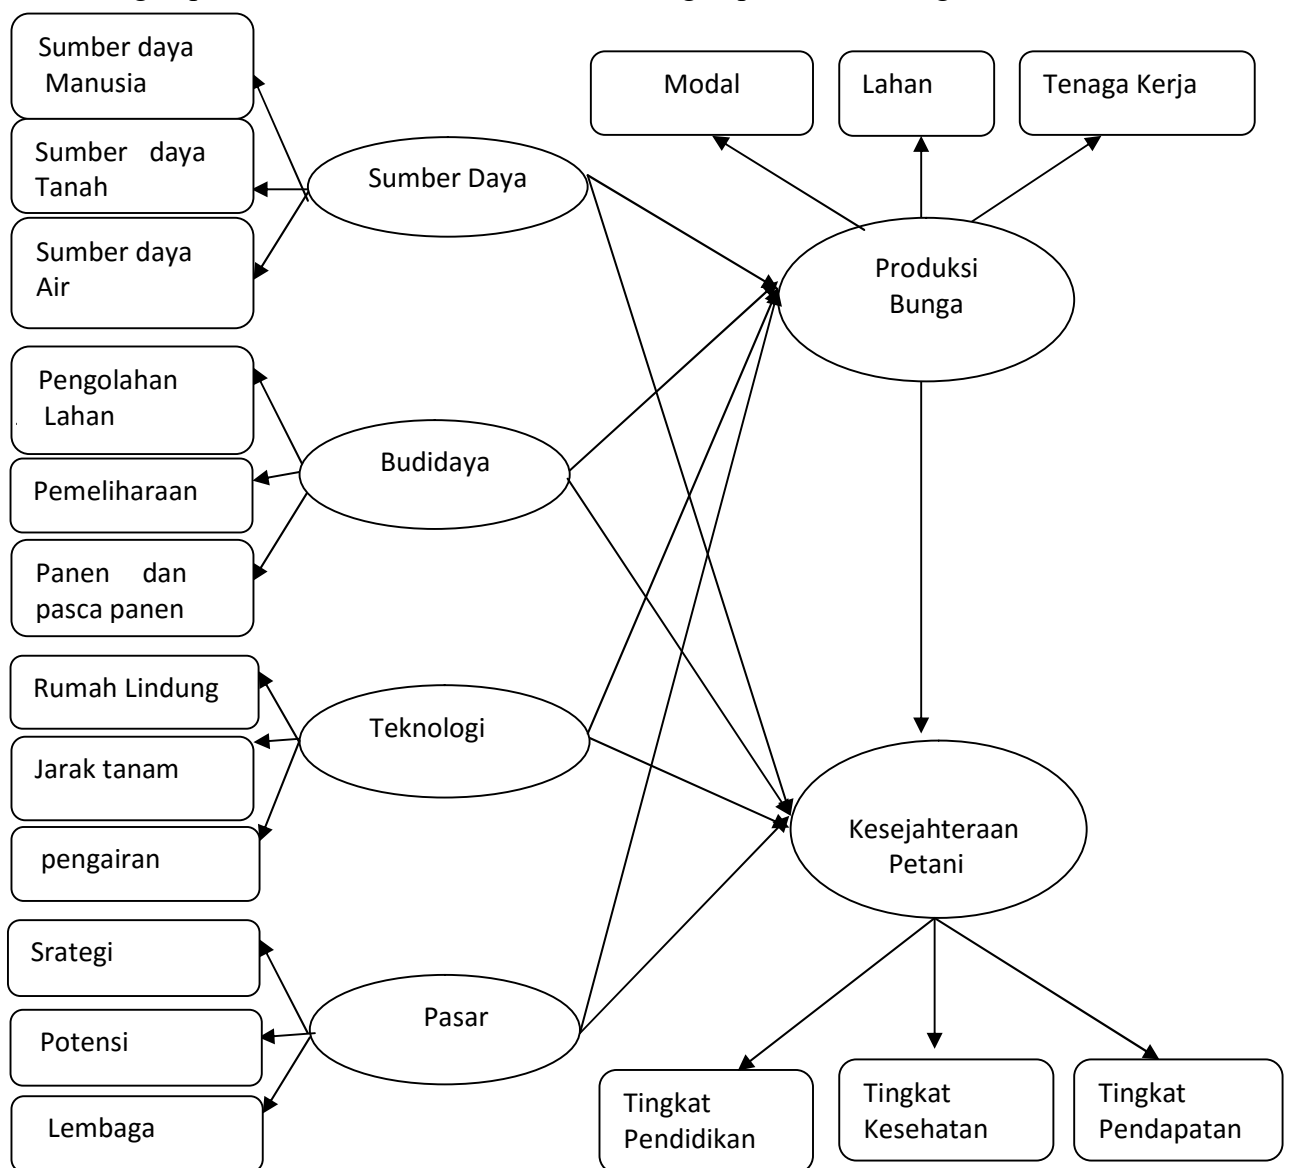 Sumber daya
Manusia
Sumber daya
Tanah
Sumber daya
Air
Pengolahan
Lahan
Pemeliharaan
Panen dan
pasca panen
Rumah Lindung
Jarak tanam
pengairan
Srategi
Potensi
Lembaga
Sumber Daya
Budidaya
Teknologi
Pasar
Modal
Lahan
Tenaga Kerja
Produksi
Bunga
Kesejahteraan
Petani
Tingkat
Pendidikan
Tingkat
Kesehatan
Tingkat
Pendapatan